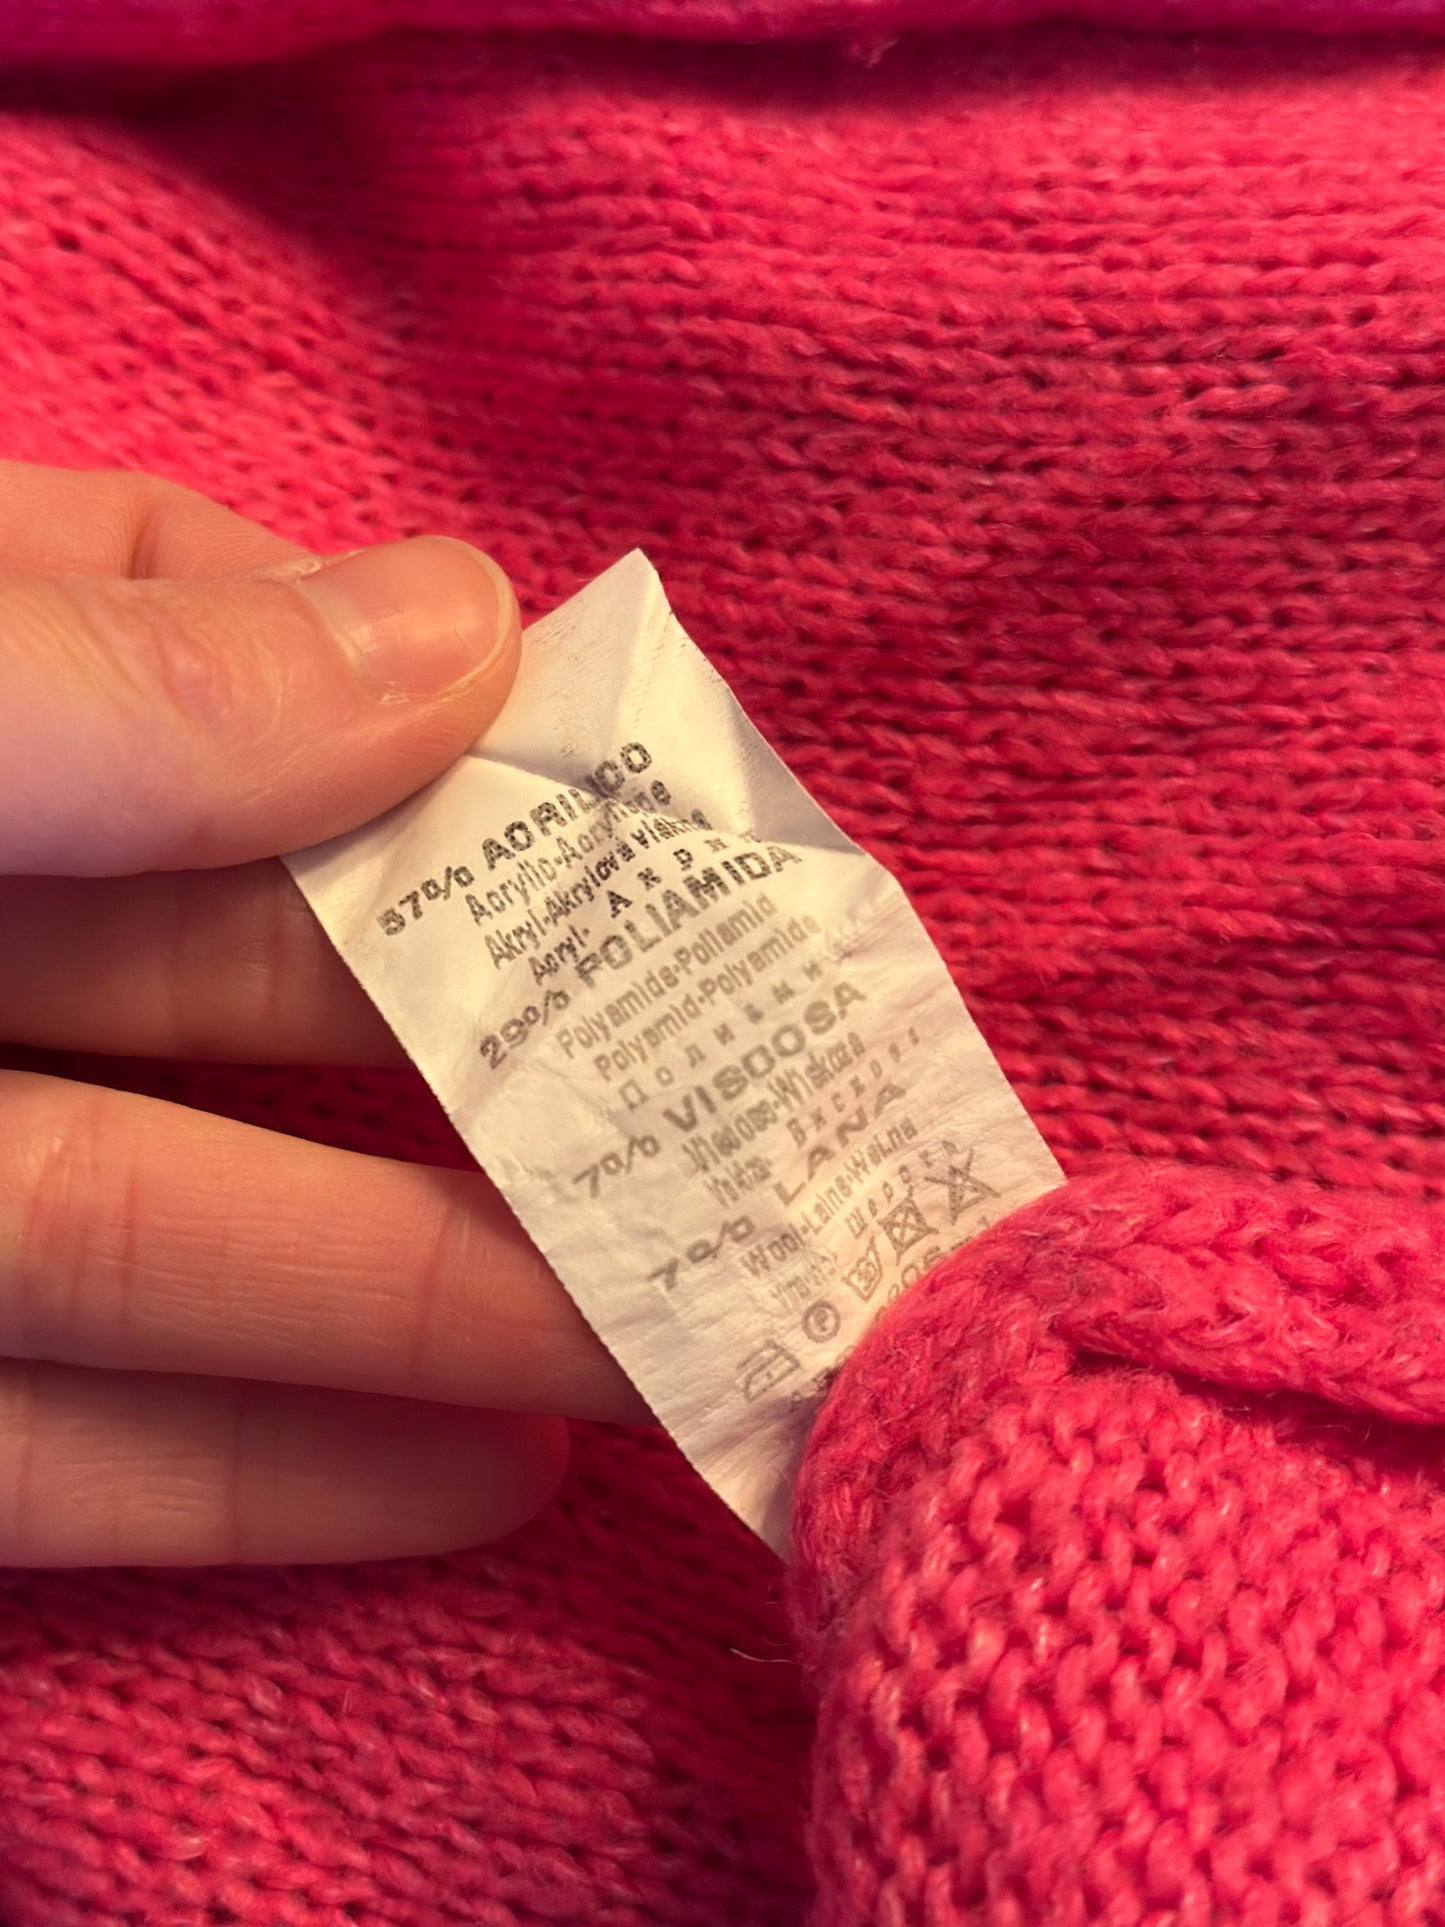 57% ACRILICO
Acrylic-Acrylique
Akryl-Akrylová vlákna
Acryl-
29% POLIAMIDA
Polyamide-Poliamid
Polyamid-Polyamide
7% VISCOSA
Viscose-Wiskoza
7% LANA
Wool-Laine-Wełna
P